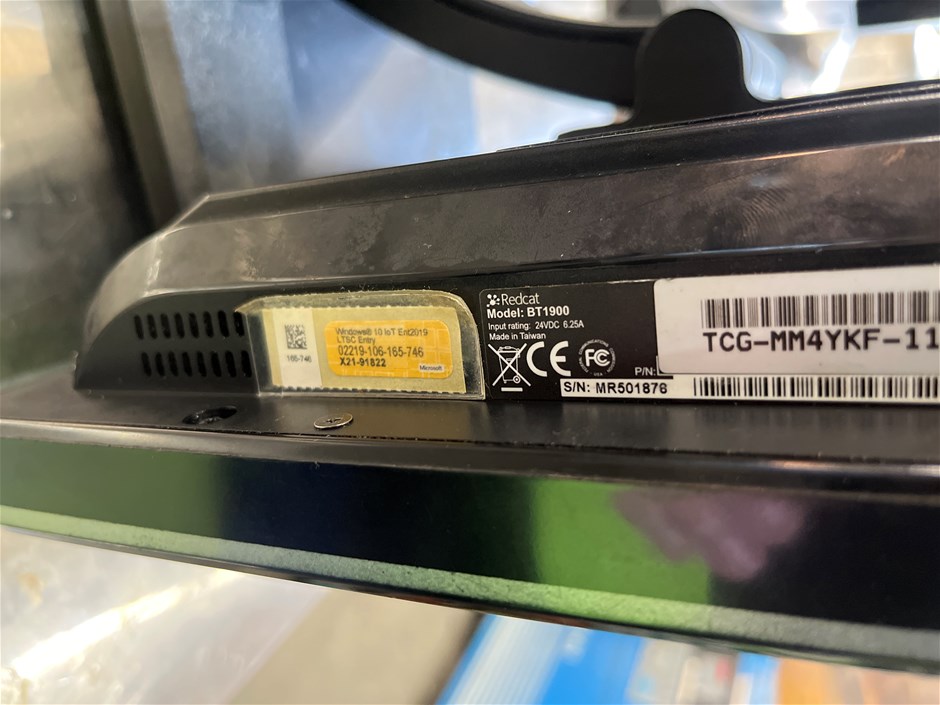 165-746
Windows® 10 IoT Ent2019
LTSC Entry
02219-106-165-746
X21-91822
Microsoft
Redcat
Model: BT1900
Input rating: 24VDC 6.25A
Made in Taiwan
CE FC
P/N:
S/N: MR501876
TCG-MM4YKF-11